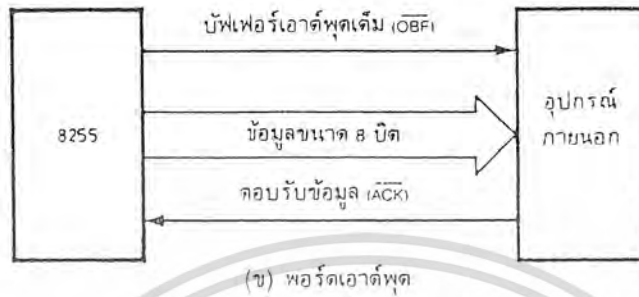 บัฟเฟอร์เอาต์พุตเต็ม (OBF)
8255
ข้อมูลขนาด 8 บิต
อุปกรณ์
ภายนอก
ตอบรับข้อมูล (ACK)
(ข) พอร์ตเอาต์พุต